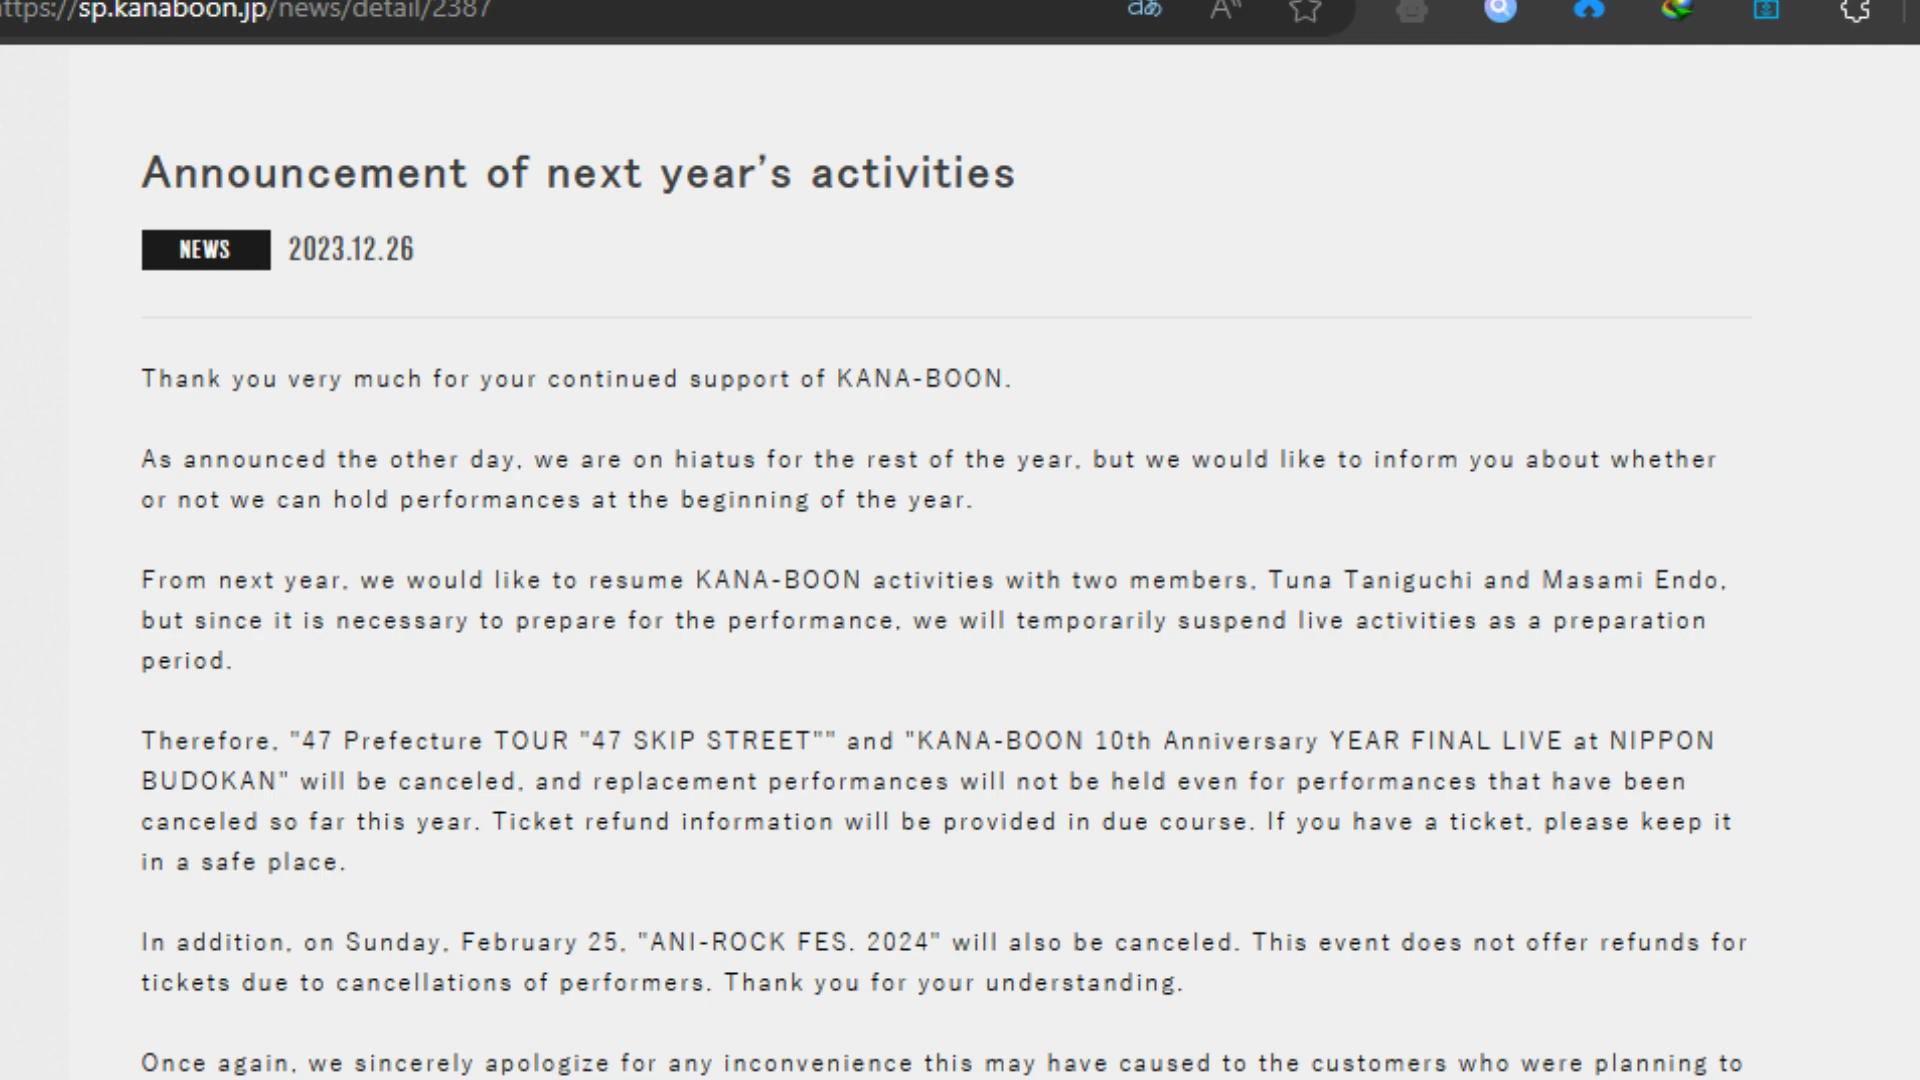 ttps://sp.kanaboon.jp/news/detail/2387
Announcement of next year's activities
NEWS 2023.12.26
Thank you very much for your continued support of KANA-BOON.
As announced the other day, we are on hiatus for the rest of the year, but we would like to inform you about whether
or not we can hold performances at the beginning of the year.
From next year, we would like to resume KANA-BOON activities with two members, Tuna Taniguchi and Masami Endo,
but since it is necessary to prepare for the performance, we will temporarily suspend live activities as a preparation
period.
Therefore, "47 Prefecture TOUR "47 SKIP STREET"" and "KANA-BOON 10th Anniversary YEAR FINAL LIVE at NIPPON
BUDOKAN" will be canceled, and replacement performances will not be held even for performances that have been
canceled so far this year. Ticket refund information will be provided in due course. If you have a ticket, please keep it
in a safe place.
In addition, on Sunday, February 25, "ANI-ROCK FES. 2024" will also be canceled. This event does not offer refunds for
tickets due to cancellations of performers. Thank you for your understanding.
Once again, we sincerely apologize for any inconvenience this may have caused to the customers who were planning to